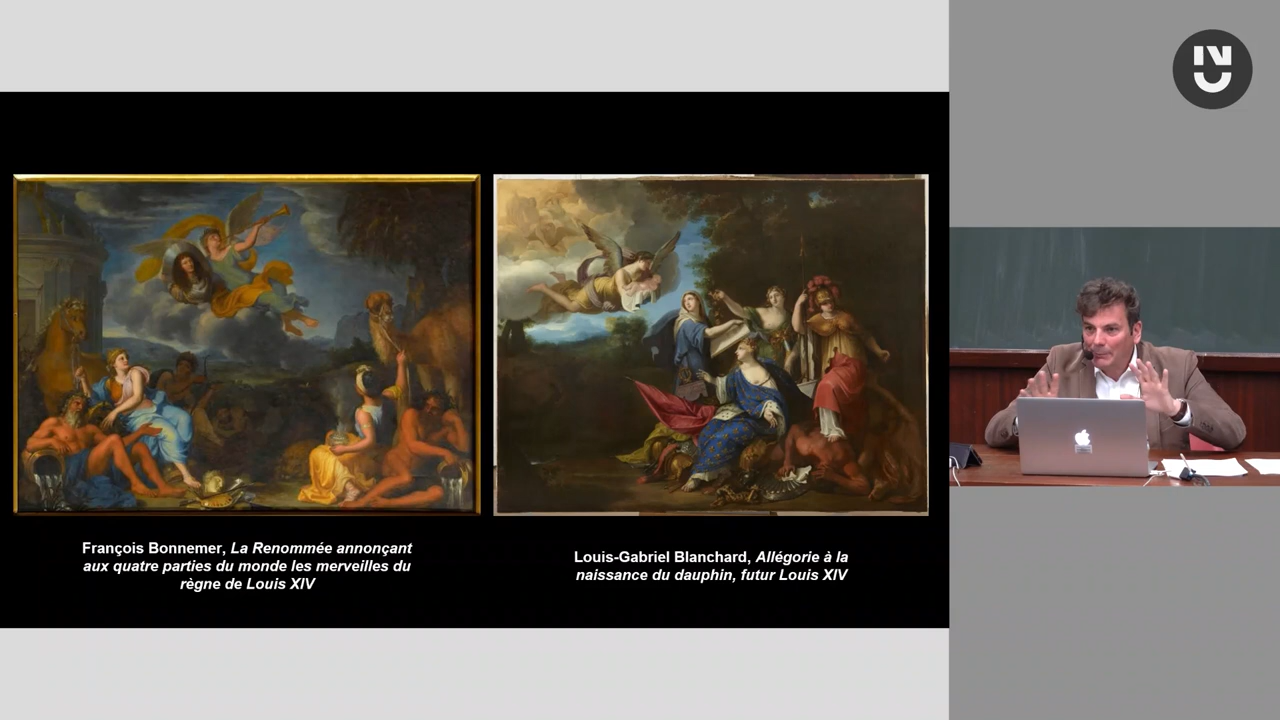 François Bonnemer, La Renommée annonçant
aux quatre parties du monde les merveilles du
règne de Louis XIV
Louis-Gabriel Blanchard, Allégorie à la
naissance du dauphin, futur Louis XIV